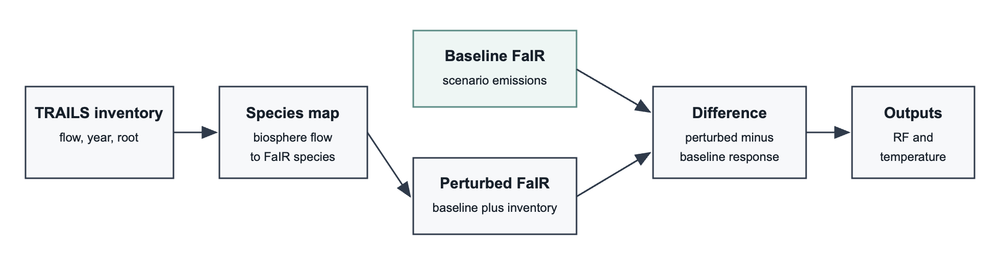 TRAILS inventory
flow, year, root
Species map
biosphere flow
to FaIR species
Baseline FaIR
scenario emissions
Perturbed FaIR
baseline plus inventory
Difference
perturbed minus
baseline response
Outputs
RF and
temperature